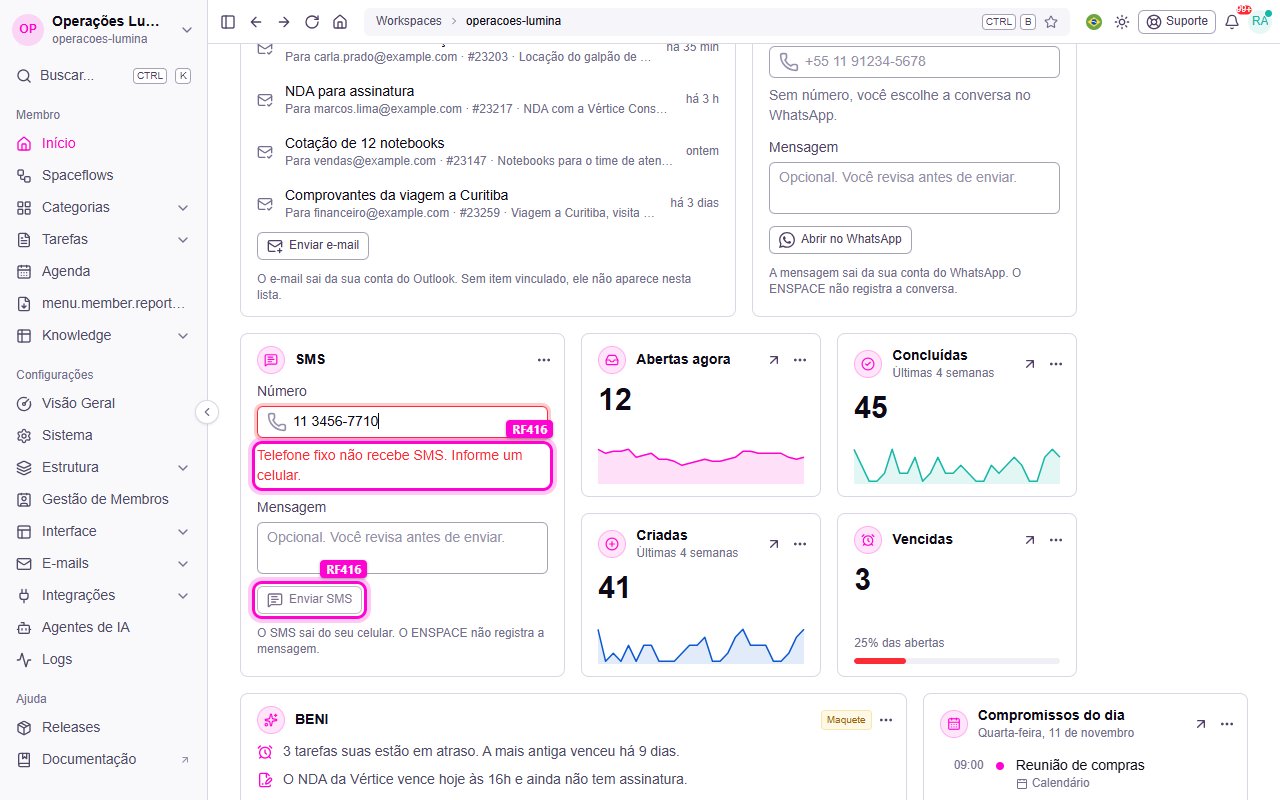 OP
Operações Lu...
operacoes-lumina
Buscar...
CTRL
K
Membro
Início
Spaceflows
Categorias
Tarefas
Agenda
menu.member.report...
Knowledge
Configurações
Visão Geral
Sistema
Estrutura
Gestão de Membros
Interface
E-mails
Integrações
Agentes de IA
Logs
Ajuda
Releases
Documentação
Workspaces
operacoes-lumina
CTRL
B
Suporte
99+
RA
Para carla.prado@example.com · #23203 · Locação do galpão de ...
há 35 min
NDA para assinatura
Para marcos.lima@example.com · #23217 · NDA com a Vértice Cons...
há 3 h
Cotação de 12 notebooks
Para vendas@example.com · #23147 · Notebooks para o time de aten...
ontem
Comprovantes da viagem a Curitiba
Para financeiro@example.com · #23259 · Viagem a Curitiba, visita ...
há 3 dias
Enviar e-mail
O e-mail sai da sua conta do Outlook. Sem item vinculado, ele não aparece nesta
lista.
+55 11 91234-5678
Sem número, você escolhe a conversa no
WhatsApp.
Mensagem
Opcional. Você revisa antes de enviar.
Abrir no WhatsApp
A mensagem sai da sua conta do WhatsApp. O
ENSPACE não registra a conversa.
SMS
Número
11 3456-7710
RF416
Telefone fixo não recebe SMS. Informe um
celular.
Mensagem
Opcional. Você revisa antes de enviar.
RF416
Enviar SMS
O SMS sai do seu celular. O ENSPACE não registra a
mensagem.
Abertas agora
12
Concluídas
Últimas 4 semanas
45
Criadas
Últimas 4 semanas
41
Vencidas
3
25% das abertas
BENI
Maquete
3 tarefas suas estão em atraso. A mais antiga venceu há 9 dias.
O NDA da Vértice vence hoje às 16h e ainda não tem assinatura.
Compromissos do dia
Quarta-feira, 11 de novembro
09:00
Reunião de compras
Calendário